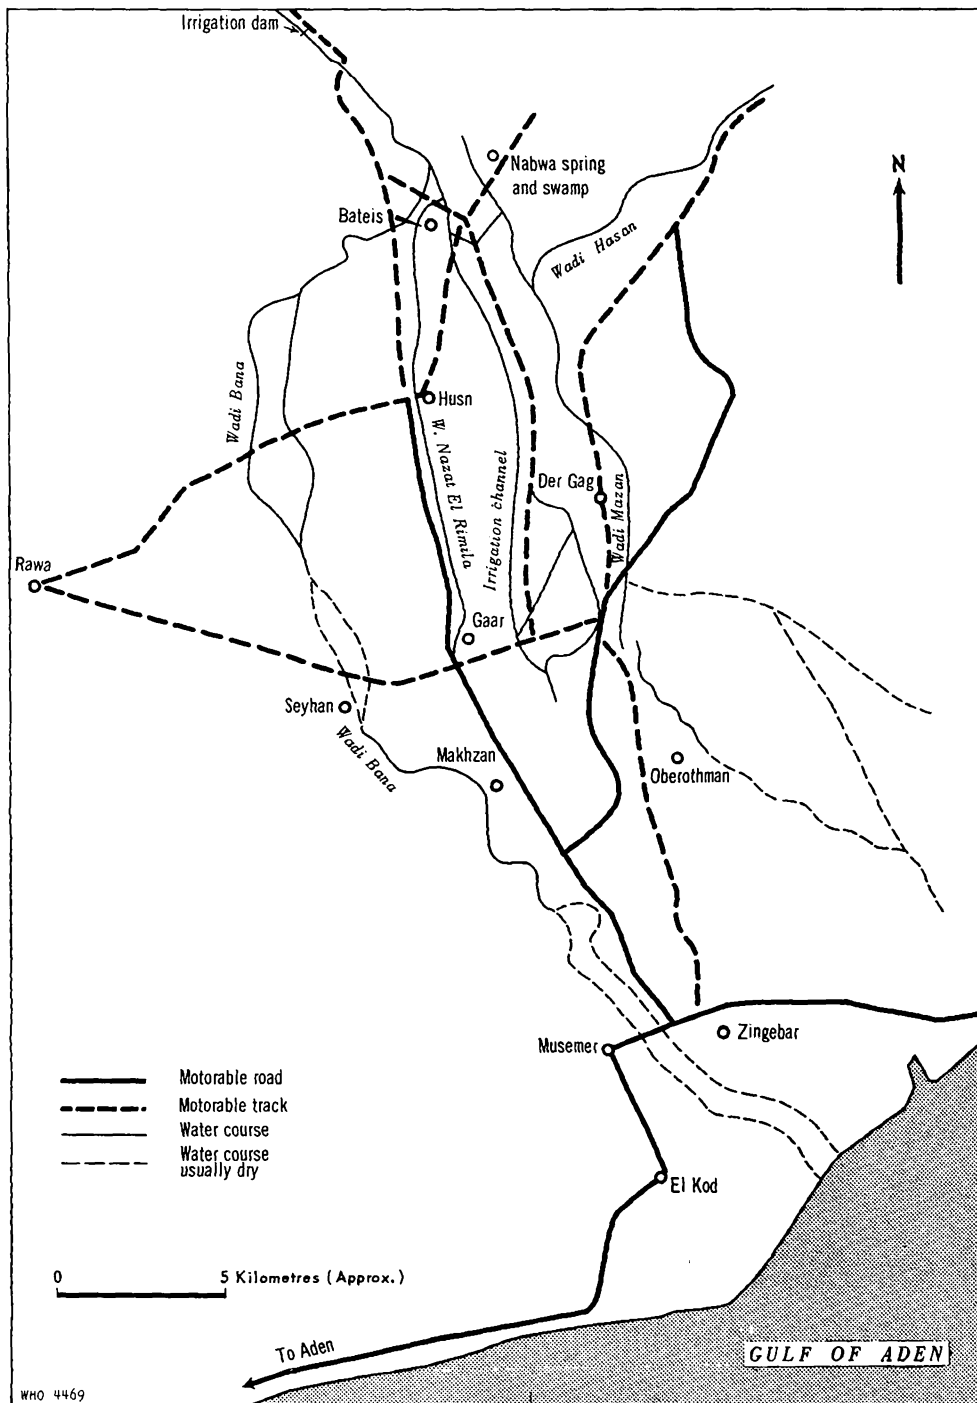 Irrigation dam
N
Nabwa spring
and swamp
Bateis
Wadi Hasan
Wadi Bana
Husn
W. Nazat El Rimila
Irrigation channel
Der Gag
Wadi Mazan
Rawa
Gaar
Seyhan
Wadi Bana
Makhzan
Oberothman
Musemer
Zingebar
Motorable road
Motorable track
Water course
Water course
usually dry
El Kod
0 5 Kilometres (Approx.)
To Aden
GULF OF ADEN
WHO 4469